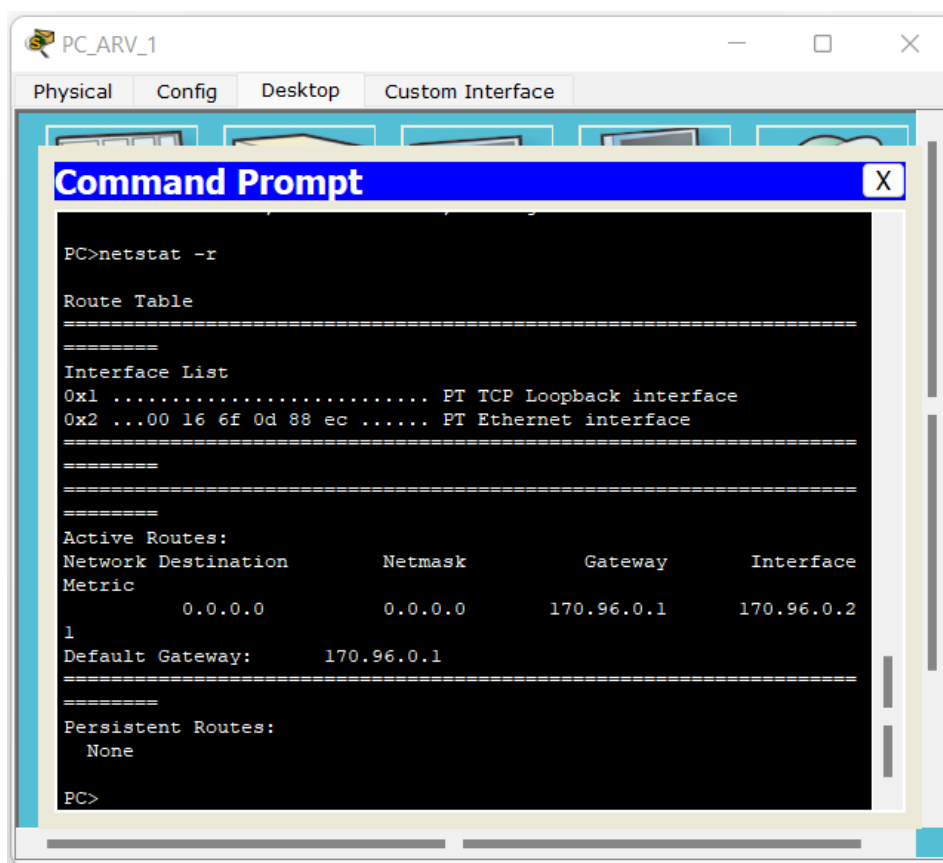 PC_ARV_1
Physical Config Desktop Custom Interface
Command Prompt X
PC>netstat -r
Route Table
===================================================================
========
Interface List
0x1 ........................... PT TCP Loopback interface
0x2 ...00 16 6f 0d 88 ec ...... PT Ethernet interface
===================================================================
========
===================================================================
========
Active Routes:
Network Destination Netmask Gateway Interface
Metric
0.0.0.0 0.0.0.0 170.96.0.1 170.96.0.2
1
Default Gateway: 170.96.0.1
===================================================================
========
Persistent Routes:
None
PC>